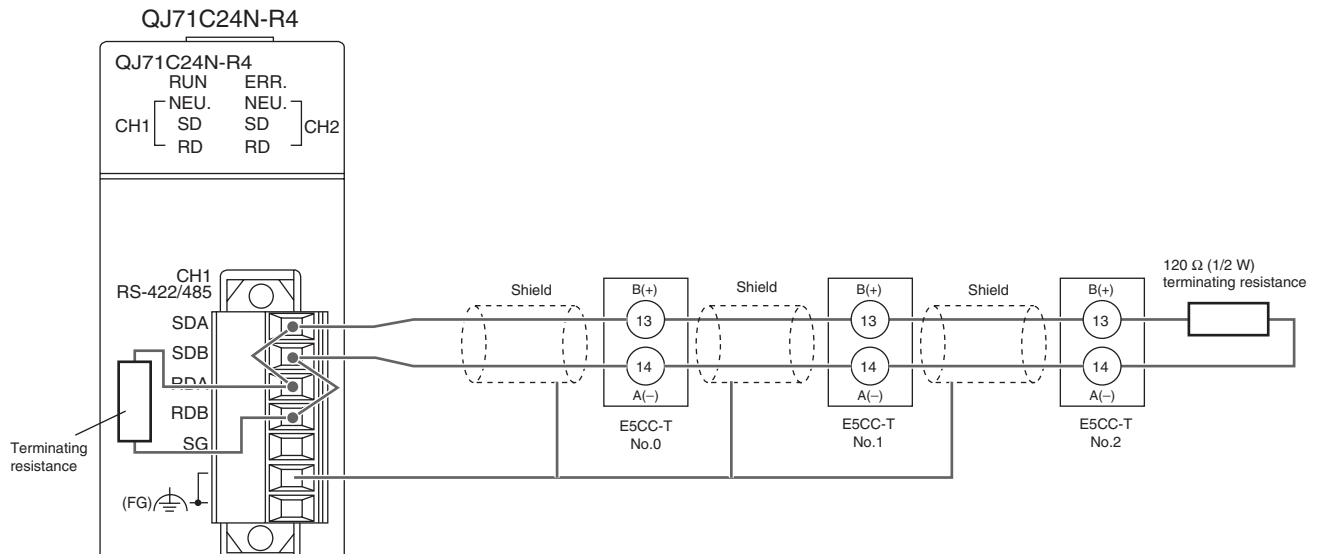 QJ71C24N-R4
QJ71C24N-R4
RUN ERR.
NEU. NEU.
CH1 SD SD CH2
RD RD
CH1
RS-422/485
SDA
SDB
RDA
RDB
SG
(FG)
Terminating
resistance
Shield
B(+)
13
14
A(−)
E5CC-T
No.0
Shield
B(+)
13
14
A(−)
E5CC-T
No.1
Shield
B(+)
13
14
A(−)
E5CC-T
No.2
120 Ω (1/2 W)
terminating resistance